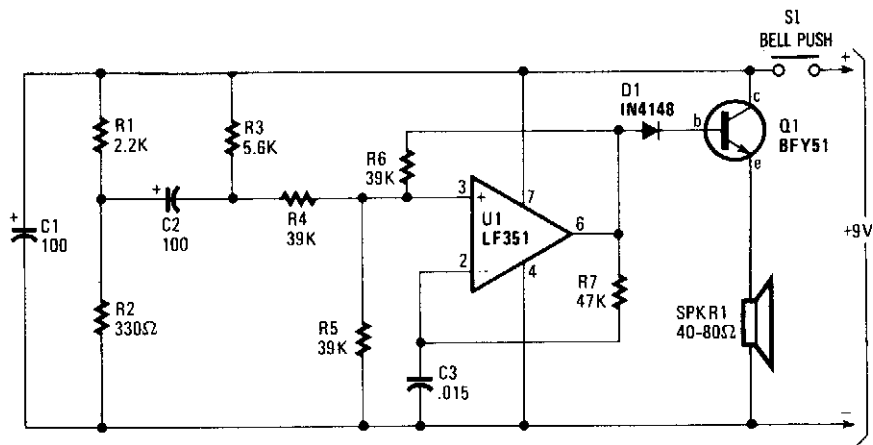 S1
BELL PUSH
+
D1
IN4148
c
b
e
Q1
BFY51
R1
2.2K
R3
5.6K
R6
39K
+
C2
100
R4
39K
3
+
7
U1
LF351
6
2
-
4
+
C1
100
R2
330Ω
R5
39K
R7
47K
C3
.015
SPKR1
40-80Ω
+9V
-